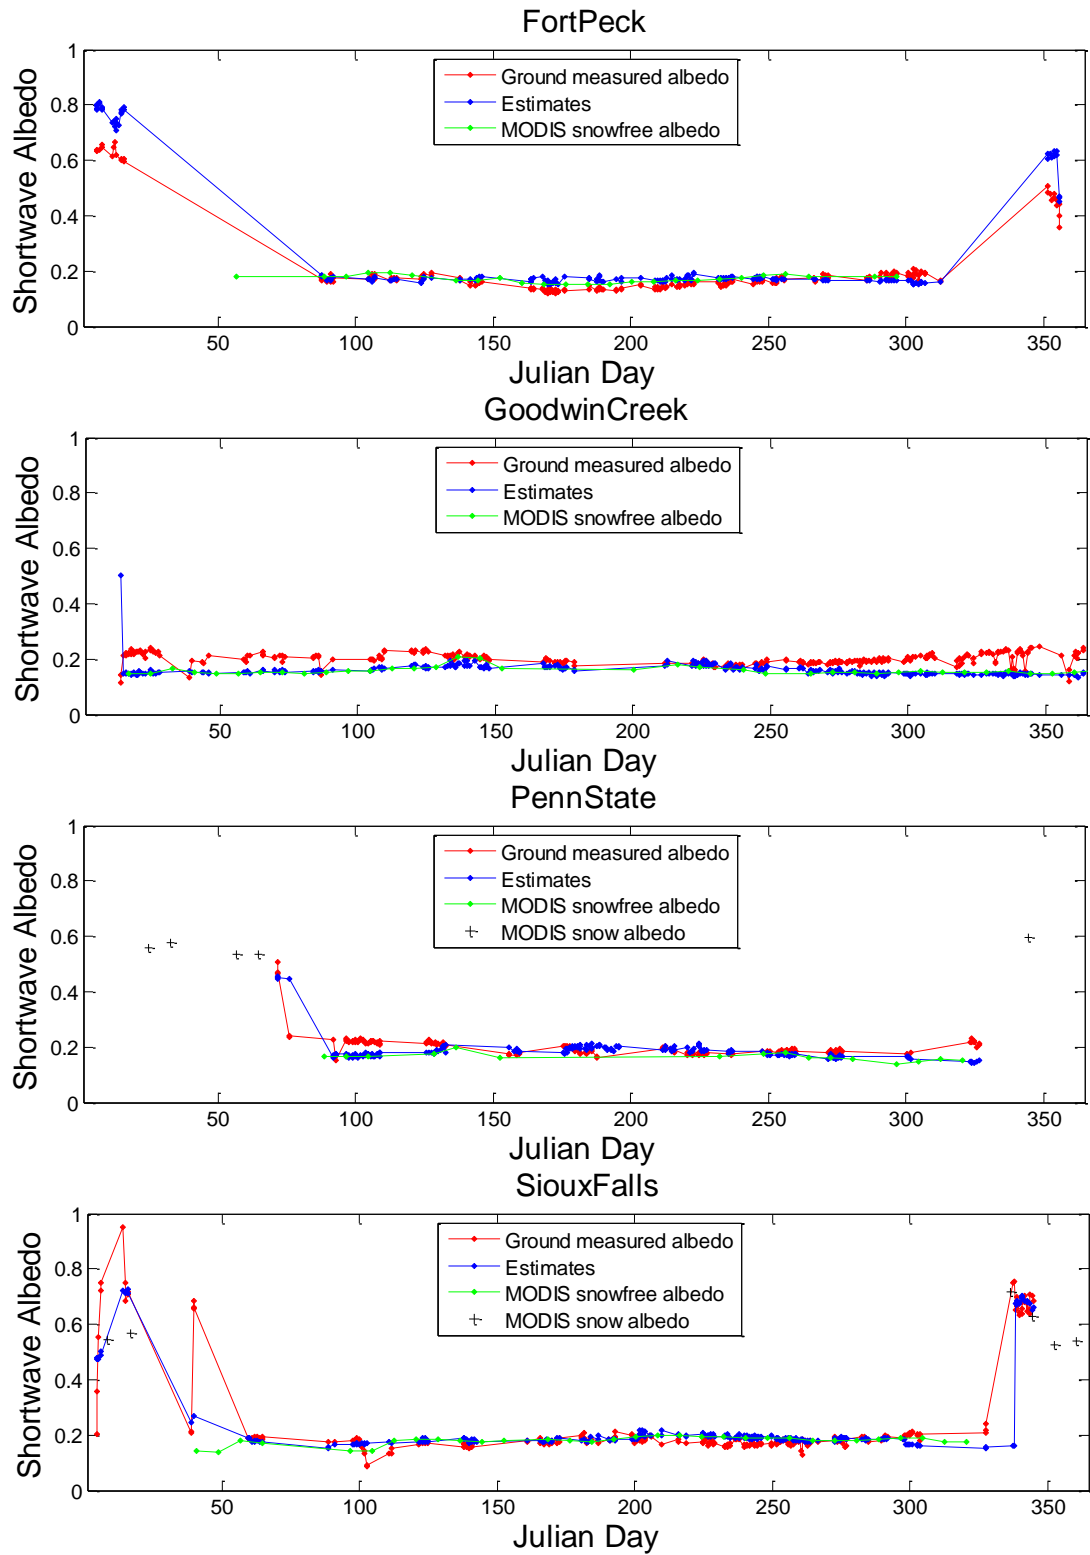 FortPeck
1
0.8
0.6
0.4
0.2
0
Shortwave Albedo
Ground measured albedo
Estimates
MODIS snowfree albedo
50 100 150 200 250 300 350
Julian Day
GoodwinCreek
1
0.8
0.6
0.4
0.2
0
Shortwave Albedo
Ground measured albedo
Estimates
MODIS snowfree albedo
50 100 150 200 250 300 350
Julian Day
PennState
1
0.8
0.6
0.4
0.2
0
Shortwave Albedo
Ground measured albedo
Estimates
MODIS snowfree albedo
MODIS snow albedo
50 100 150 200 250 300 350
Julian Day
SiouxFalls
1
0.8
0.6
0.4
0.2
0
Shortwave Albedo
Ground measured albedo
Estimates
MODIS snowfree albedo
MODIS snow albedo
50 100 150 200 250 300 350
Julian Day